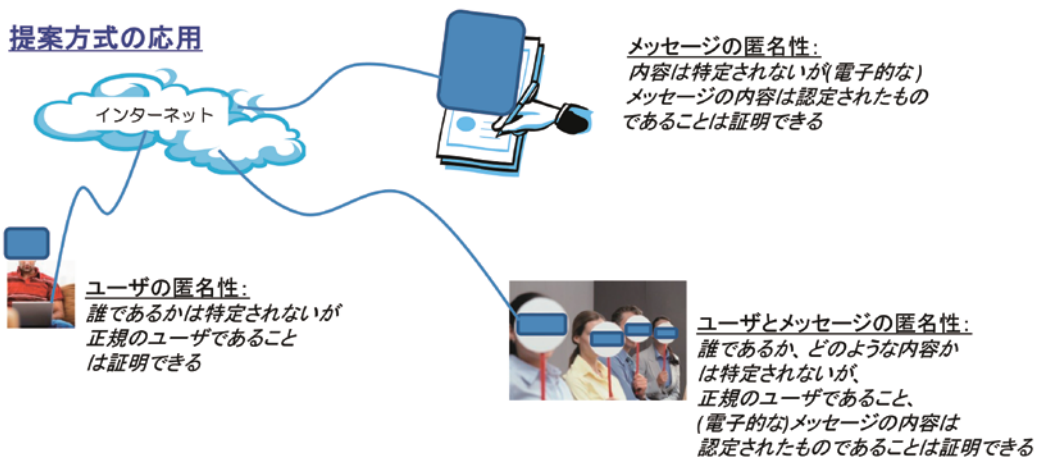 提案方式の応用
インターネット
メッセージの匿名性:
内容は特定されないが(電子的な)
メッセージの内容は認定されたもの
であることは証明できる
ユーザの匿名性:
誰であるかは特定されないが
正規のユーザであること
は証明できる
ユーザとメッセージの匿名性:
誰であるか、どのような内容か
は特定されないが、
正規のユーザであること、
(電子的な)メッセージの内容は
認定されたものであることは証明できる